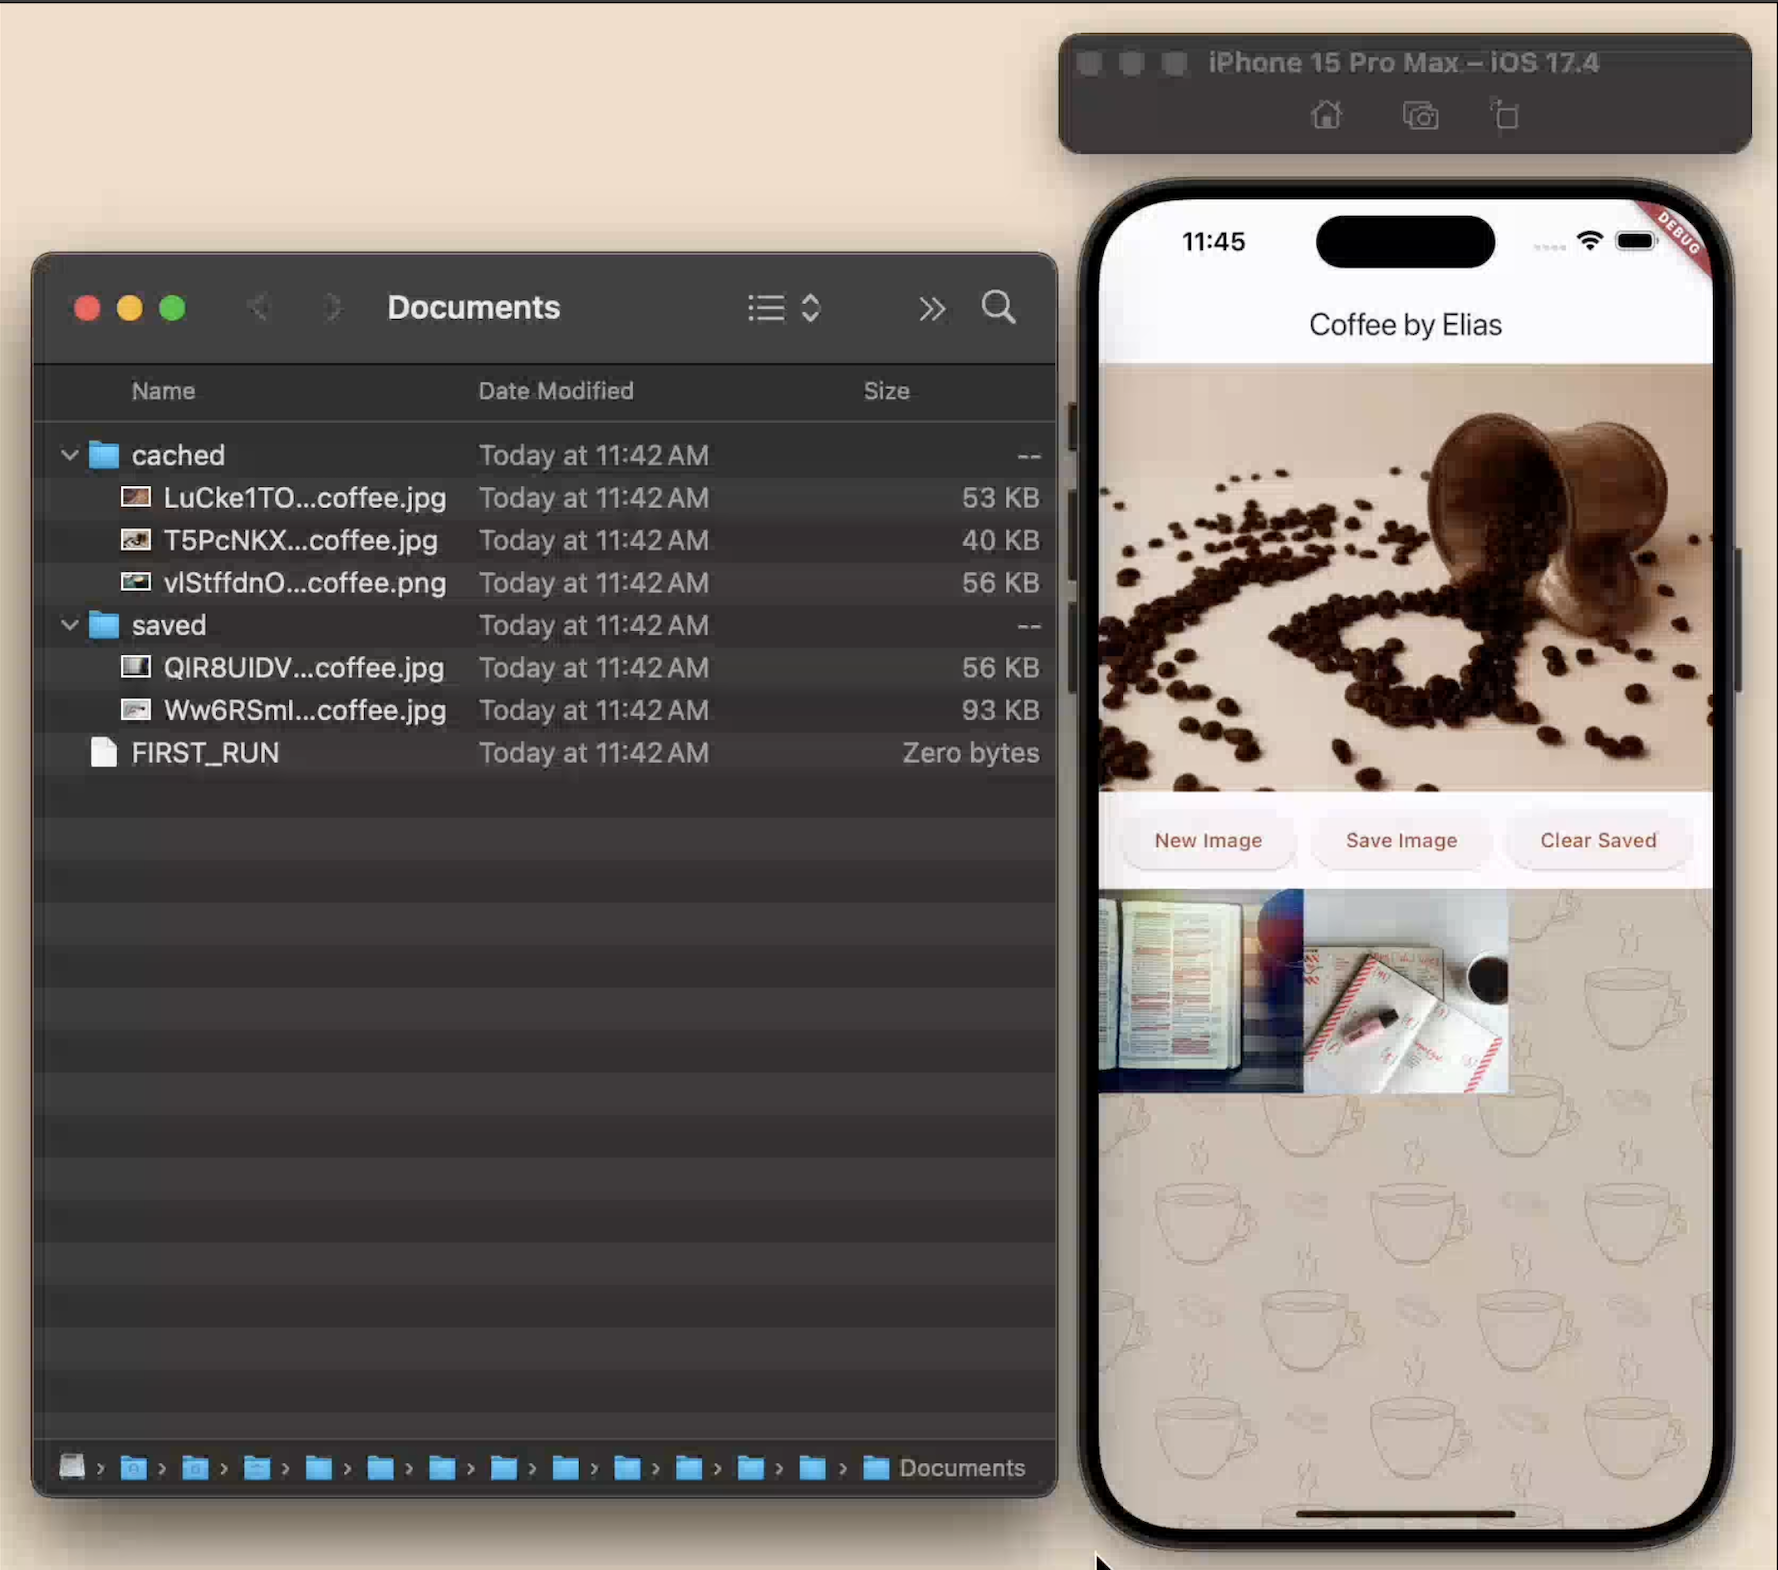 iPhone 15 Pro Max – iOS 17.4
Documents
Name Date Modified Size
cached Today at 11:42 AM --
LuCke1TO...coffee.jpg Today at 11:42 AM 53 KB
T5PcNKX...coffee.jpg Today at 11:42 AM 40 KB
vlStffdnO...coffee.png Today at 11:42 AM 56 KB
saved Today at 11:42 AM --
QIR8UIDV...coffee.jpg Today at 11:42 AM 56 KB
Ww6RSmI...coffee.jpg Today at 11:42 AM 93 KB
FIRST_RUN Today at 11:42 AM Zero bytes
Documents
11:45
DEBUG
Coffee by Elias
New Image Save Image Clear Saved